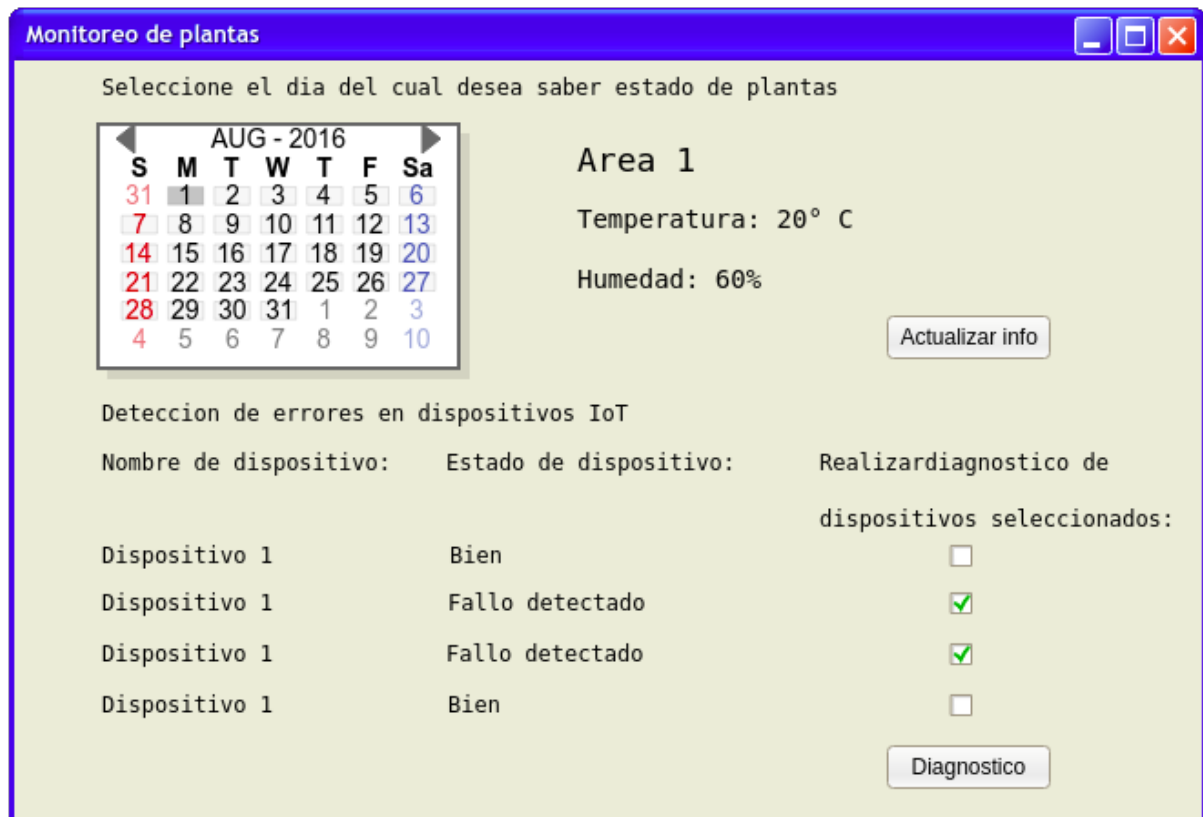 Monitoreo de plantas
Seleccione el dia del cual desea saber estado de plantas
AUG - 2016
S M T W T F Sa
31 1 2 3 4 5 6
7 8 9 10 11 12 13
14 15 16 17 18 19 20
21 22 23 24 25 26 27
28 29 30 31 1 2 3
4 5 6 7 8 9 10
Area 1
Temperatura: 20° C
Humedad: 60%
Actualizar info
Deteccion de errores en dispositivos IoT
Nombre de dispositivo: Estado de dispositivo: Realizardiagnostico de
dispositivos seleccionados:
Dispositivo 1 Bien
Dispositivo 1 Fallo detectado
Dispositivo 1 Fallo detectado
Dispositivo 1 Bien
Diagnostico